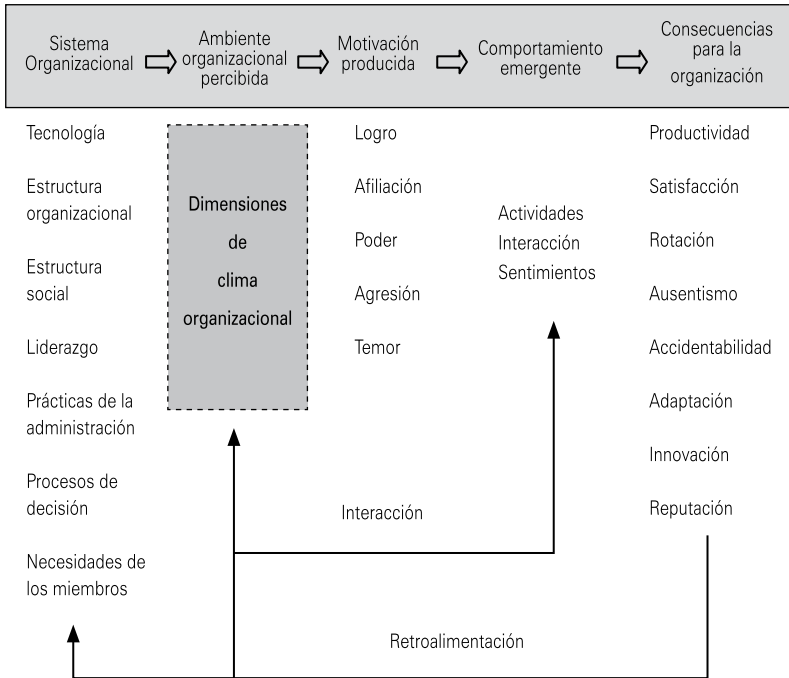 Sistema
Organizacional
Ambiente
organizacional
percibida
Motivación
producida
Comportamiento
emergente
Consecuencias
para la
organización
Tecnología
Estructura
organizacional
Estructura
social
Liderazgo
Prácticas de la
administración
Procesos de
decisión
Necesidades de
los miembros
Dimensiones
de
clima
organizacional
Logro
Afiliación
Poder
Agresión
Temor
Actividades
Interacción
Sentimientos
Productividad
Satisfacción
Rotación
Ausentismo
Accidentabilidad
Adaptación
Innovación
Reputación
Interacción
Retroalimentación